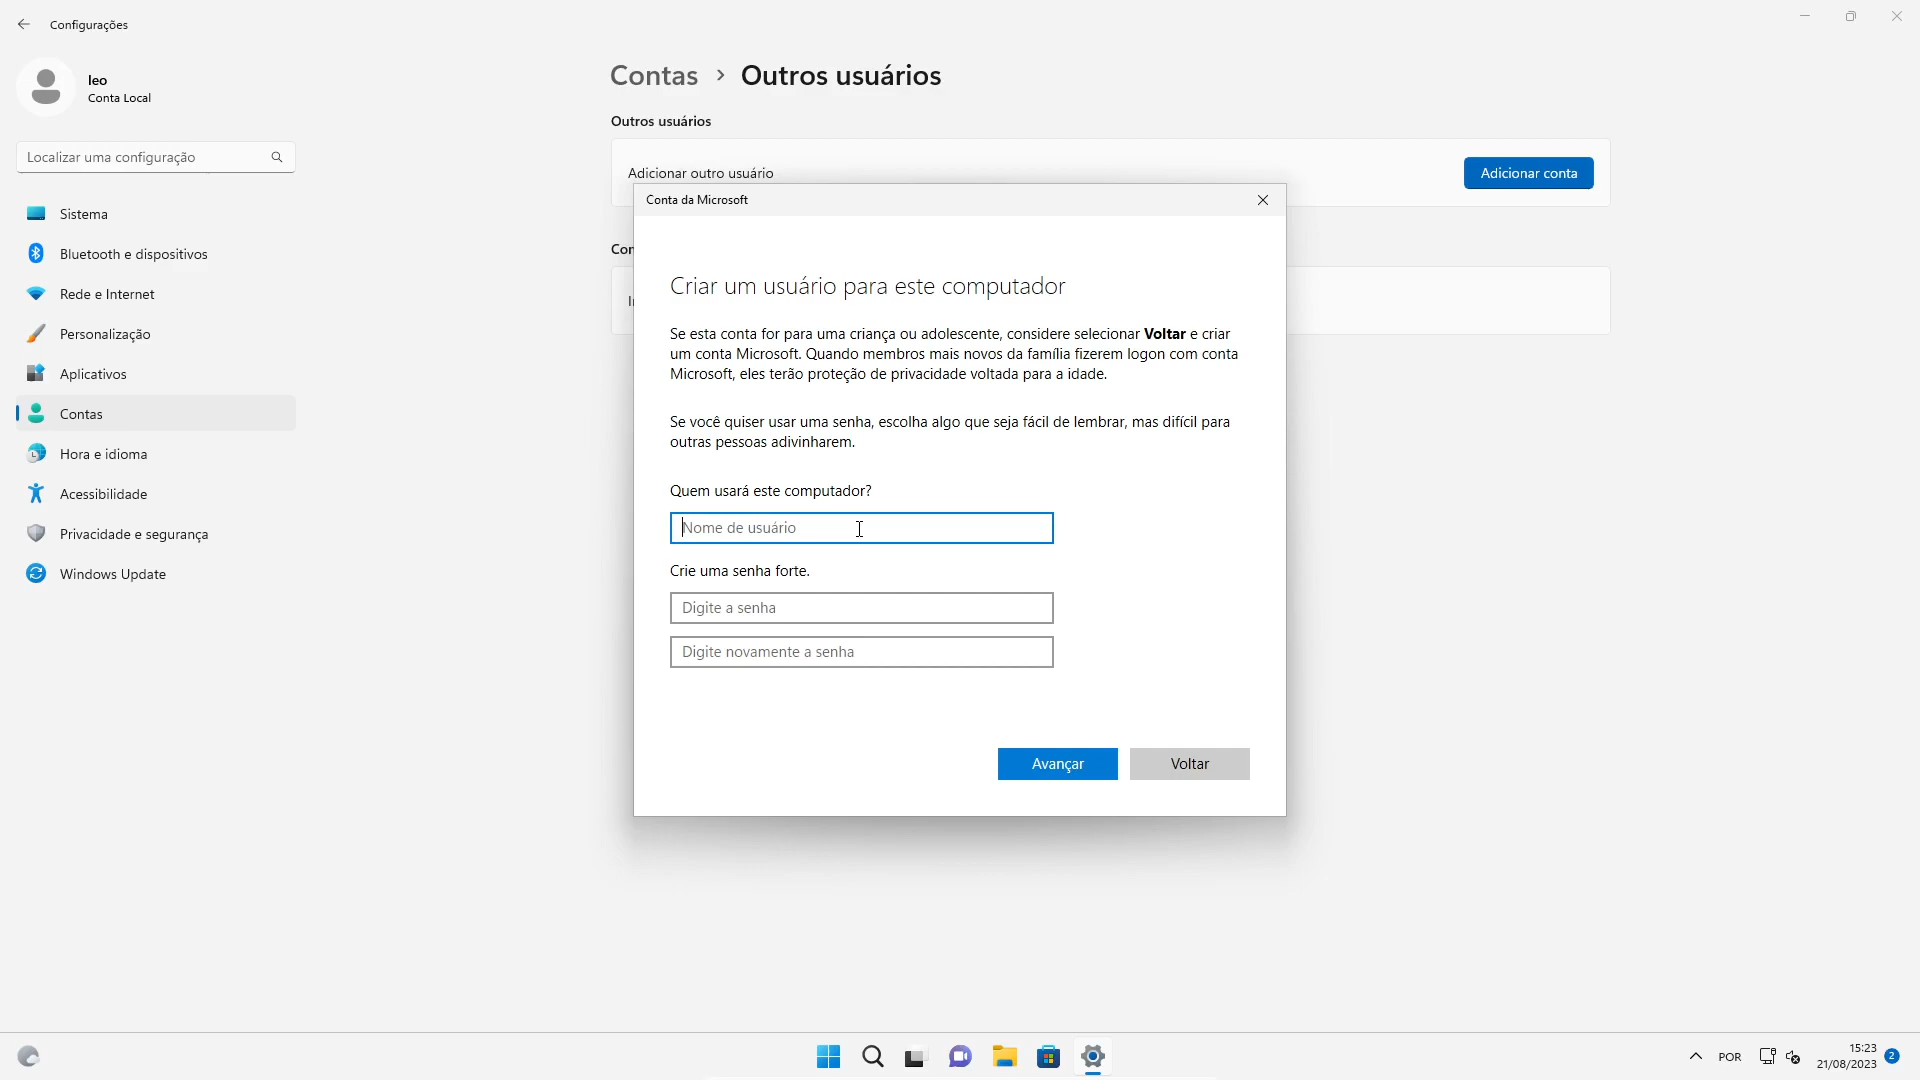 Configurações
leo
Conta Local
Localizar uma configuração
Sistema
Bluetooth e dispositivos
Rede e Internet
Personalização
Aplicativos
Contas
Hora e idioma
Acessibilidade
Privacidade e segurança
Windows Update
Contas > Outros usuários
Outros usuários
Adicionar outro usuário
Adicionar conta
Conta da Microsoft
Criar um usuário para este computador
Se esta conta for para uma criança ou adolescente, considere selecionar Voltar e criar
um conta Microsoft. Quando membros mais novos da família fizerem logon com conta
Microsoft, eles terão proteção de privacidade voltada para a idade.
Se você quiser usar uma senha, escolha algo que seja fácil de lembrar, mas difícil para
outras pessoas adivinharem.
Quem usará este computador?
Nome de usuário
Crie uma senha forte.
Digite a senha
Digite novamente a senha
Avançar
Voltar
POR
15:23
21/08/2023
2